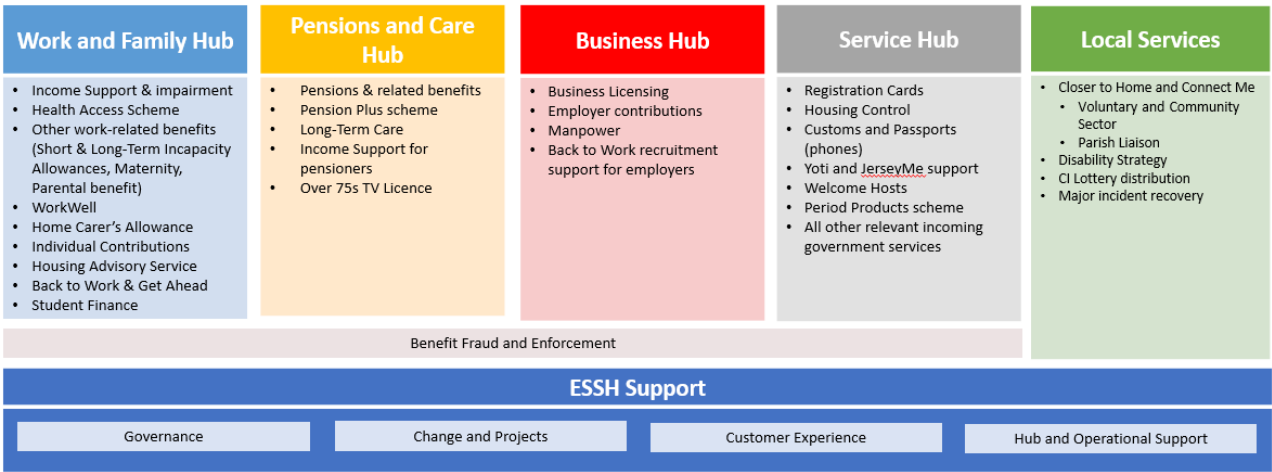 Work and Family Hub
• Income Support & impairment
• Health Access Scheme
• Other work-related benefits
(Short & Long-Term Incapacity
Allowances, Maternity,
Parental benefit)
• WorkWell
• Home Carer’s Allowance
• Individual Contributions
• Housing Advisory Service
• Back to Work & Get Ahead
• Student Finance
Pensions and Care
Hub
• Pensions & related benefits
• Pension Plus scheme
• Long-Term Care
• Income Support for
pensioners
• Over 75s TV Licence
Business Hub
• Business Licensing
• Employer contributions
• Manpower
• Back to Work recruitment
support for employers
Service Hub
• Registration Cards
• Housing Control
• Customs and Passports
(phones)
• Yoti and JerseyMe support
• Welcome Hosts
• Period Products scheme
• All other relevant incoming
government services
Local Services
• Closer to Home and Connect Me
• Voluntary and Community
Sector
• Parish Liaison
• Disability Strategy
• CI Lottery distribution
• Major incident recovery
Benefit Fraud and Enforcement
ESSH Support
Governance
Change and Projects
Customer Experience
Hub and Operational Support